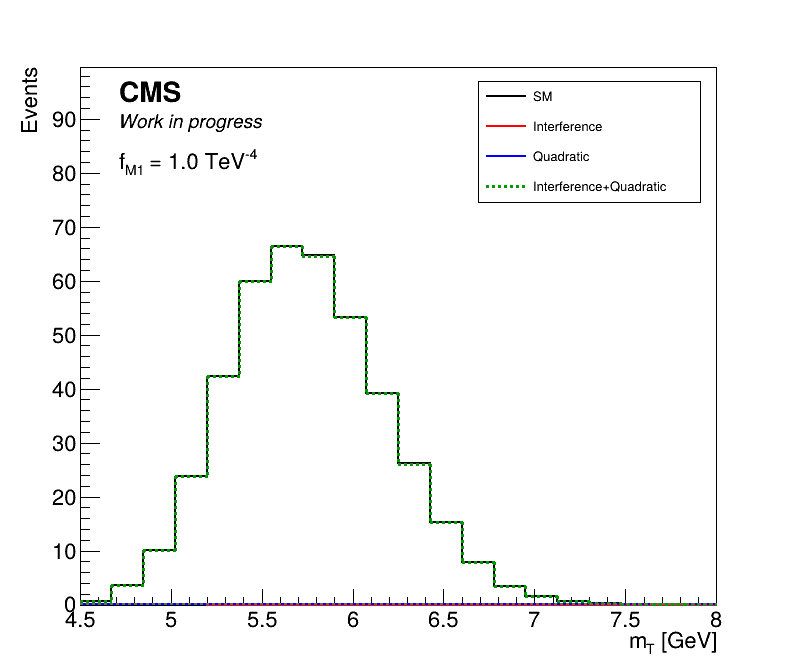 CMS
Work in progress
f_M1 = 1.0 TeV^-4
SM
Interference
Quadratic
Interference+Quadratic
Events
90
80
70
60
50
40
30
20
10
0
4.5 5 5.5 6 6.5 7 7.5 8
m_T [GeV]